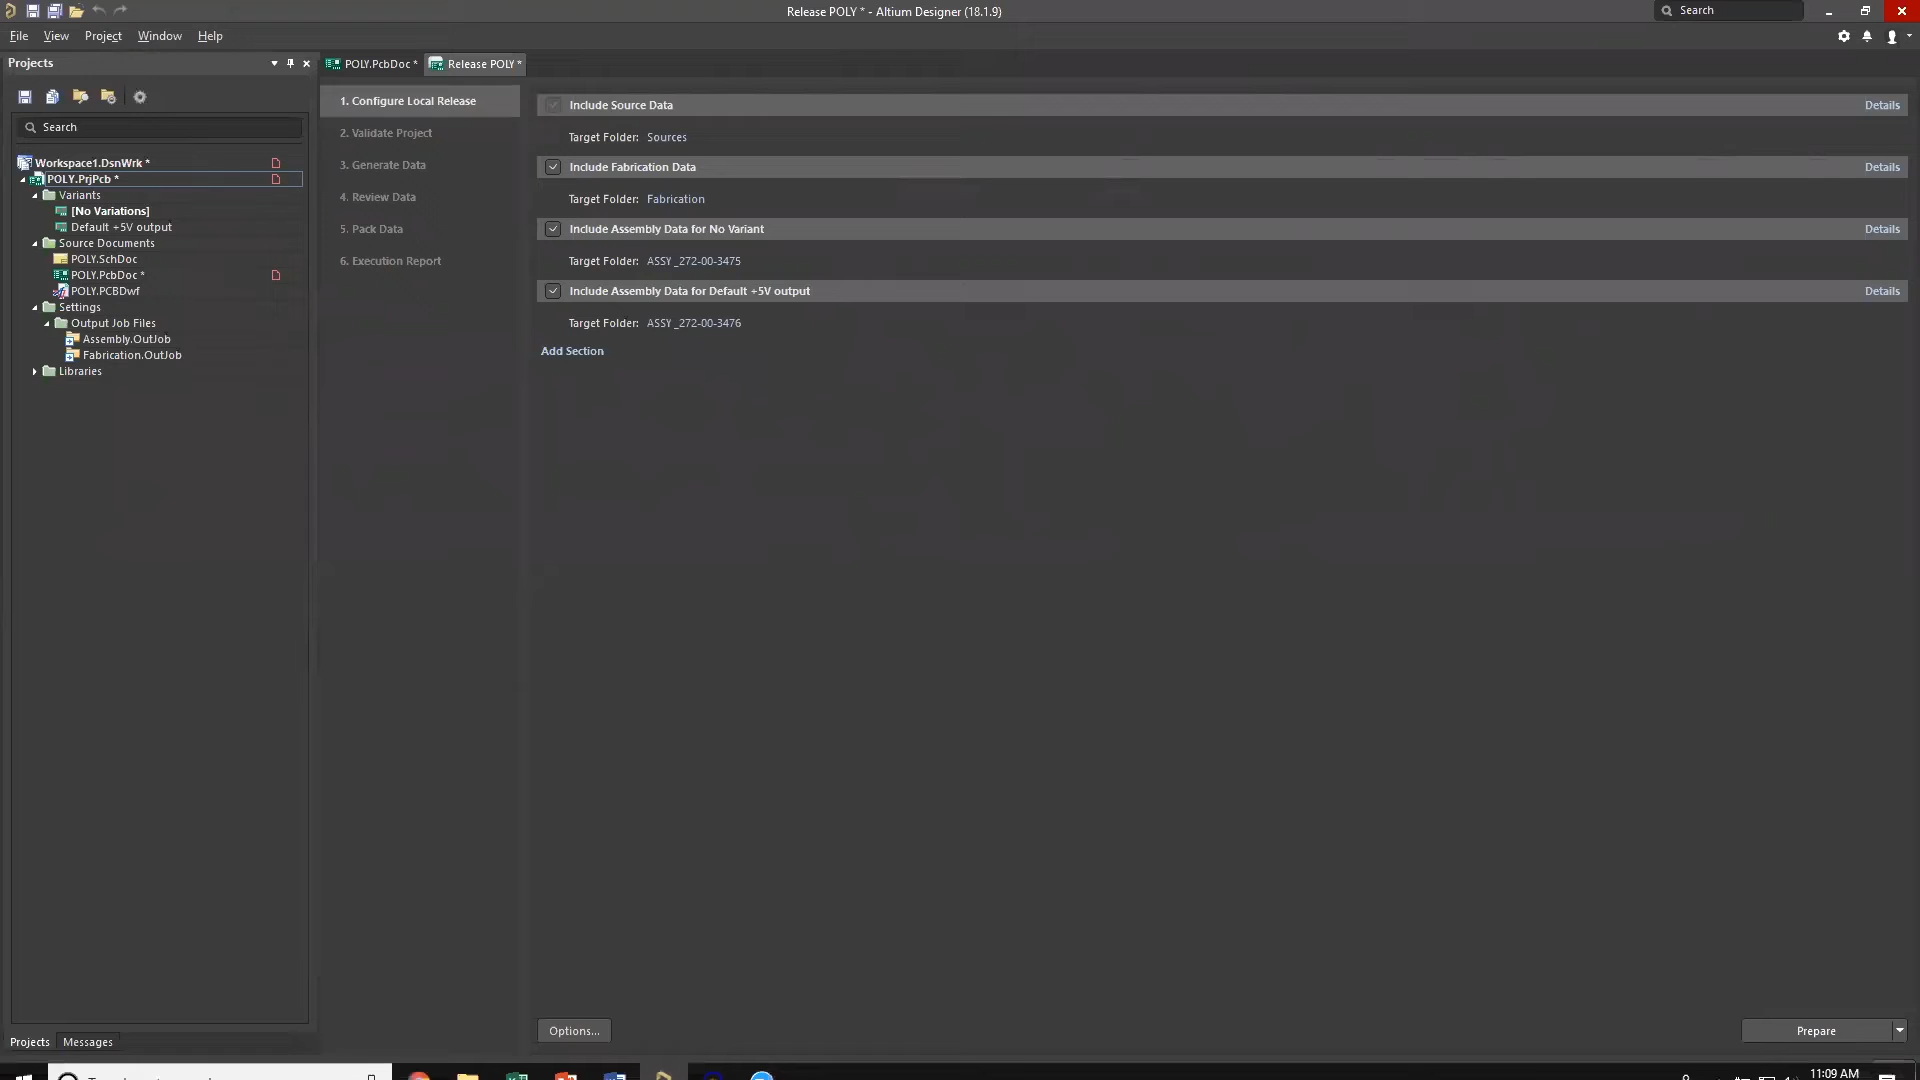 Release POLY * - Altium Designer (18.1.9)
Search
File View Project Window Help
Projects
POLY.PcbDoc *
Release POLY *
Search
Workspace1.DsnWrk *
POLY.PrjPcb *
Variants
[No Variations]
Default +5V output
Source Documents
POLY.SchDoc
POLY.PcbDoc *
POLY.PCBDwf
Settings
Output Job Files
Assembly.OutJob
Fabrication.OutJob
Libraries
1. Configure Local Release
2. Validate Project
3. Generate Data
4. Review Data
5. Pack Data
6. Execution Report
Include Source Data Details
Target Folder: Sources
Include Fabrication Data Details
Target Folder: Fabrication
Include Assembly Data for No Variant Details
Target Folder: ASSY_272-00-3475
Include Assembly Data for Default +5V output Details
Target Folder: ASSY_272-00-3476
Add Section
Options...
Prepare
Projects Messages
11:09 AM